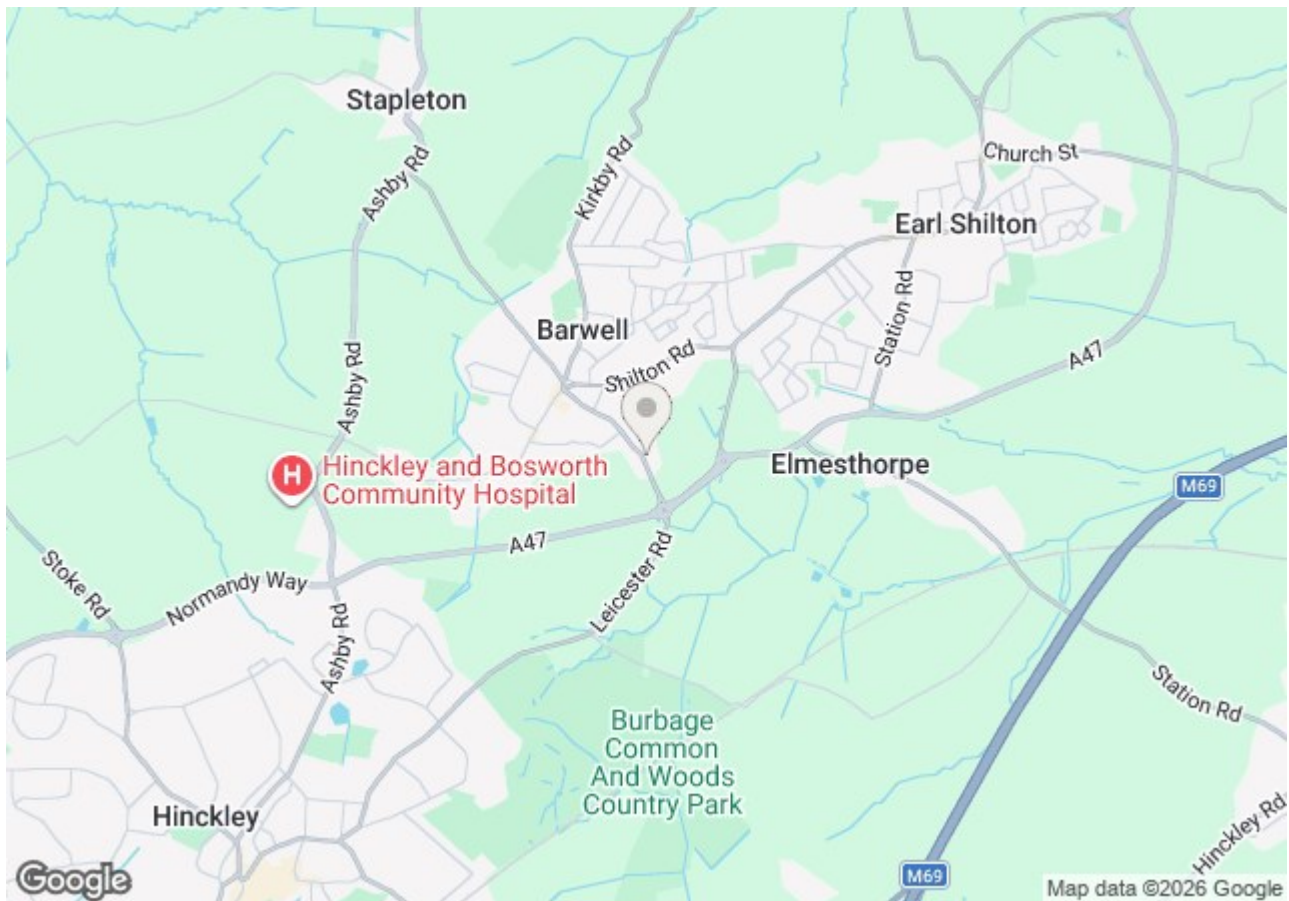 Stapleton
Ashby Rd
Kirkby Rd
Church St
Earl Shilton
Barwell
Shilton Rd
Station Rd
A47
Ashby Rd
H
Hinckley and Bosworth
Community Hospital
Elmesthorpe
M69
A47
Stoke Rd
Normandy Way
Leicester Rd
Ashby Rd
Station Rd
Burbage
Common
And Woods
Country Park
Hinckley
Hinckley Rd
M69
Google
Map data ©2026 Google